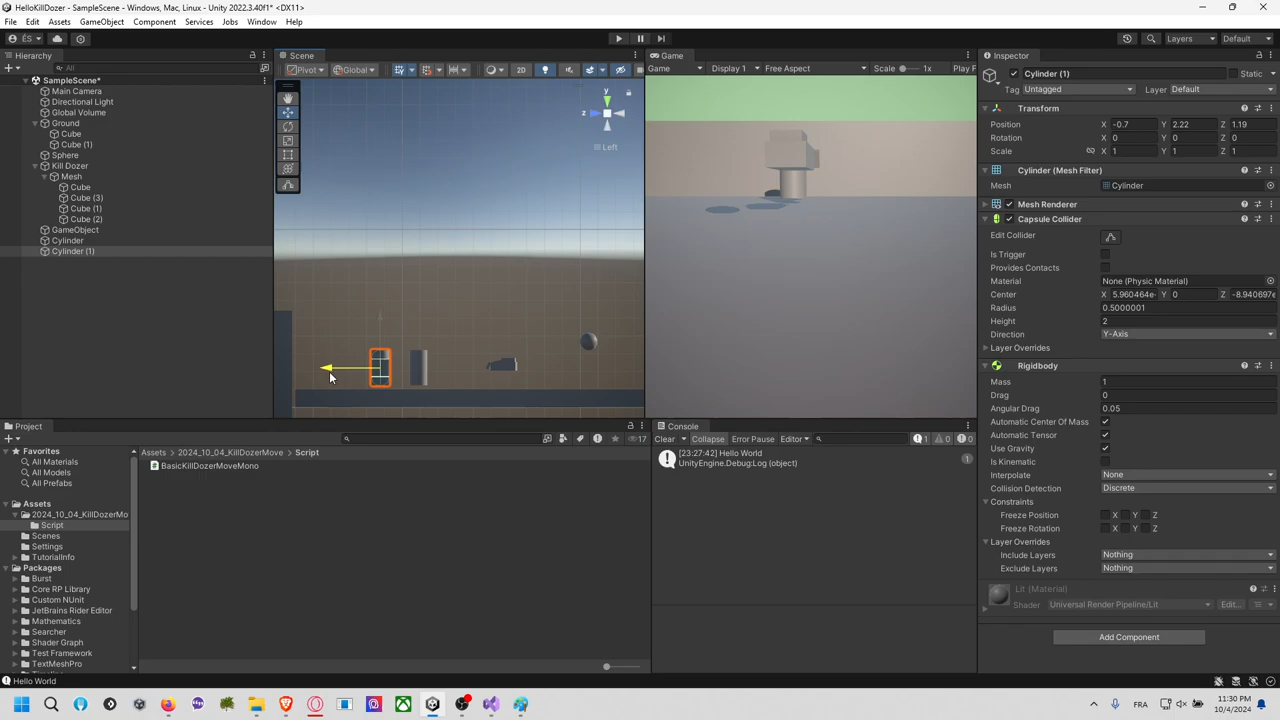 HelloKillDozer - SampleScene - Windows, Mac, Linux - Unity 2022.3.40f1* <DX11>
File Edit Assets GameObject Component Services Jobs Window Help
ÉS
Layers Default
Hierarchy
All
SampleScene*
Main Camera
Directional Light
Global Volume
Ground
Cube
Cube (1)
Sphere
Kill Dozer
Mesh
Cube
Cube (3)
Cube (1)
Cube (2)
GameObject
Cylinder
Cylinder (1)
Scene
Pivot Global 2D
y
z
Left
Game
Game Display 1 Free Aspect Scale 1x Play F
Inspector
Cylinder (1) Static
Tag Untagged Layer Default
Transform
Position X -0.7 Y 2.22 Z 1.19
Rotation X 0 Y 0 Z 0
Scale X 1 Y 1 Z 1
Cylinder (Mesh Filter)
Mesh Cylinder
Mesh Renderer
Capsule Collider
Edit Collider
Is Trigger
Provides Contacts
Material None (Physic Material)
Center X 5.960464e- Y 0 Z -8.940697e
Radius 0.5000001
Height 2
Direction Y-Axis
Layer Overrides
Rigidbody
Mass 1
Drag 0
Angular Drag 0.05
Automatic Center Of Mass
Automatic Tensor
Use Gravity
Is Kinematic
Interpolate None
Collision Detection Discrete
Constraints
Freeze Position X Y Z
Freeze Rotation X Y Z
Layer Overrides
Include Layers Nothing
Exclude Layers Nothing
Lit (Material)
Shader Universal Render Pipeline/Lit Edit...
Add Component
Project
17
Favorites
All Materials
All Models
All Prefabs
Assets
2024_10_04_KillDozerMo
Script
Scenes
Settings
TutorialInfo
Packages
Burst
Core RP Library
Custom NUnit
JetBrains Rider Editor
Mathematics
Searcher
Shader Graph
Test Framework
TextMeshPro
Assets 2024_10_04_KillDozerMove Script
BasicKillDozerMoveMono
Console
Clear Collapse Error Pause Editor 1 0 0
[23:27:42] Hello World
UnityEngine.Debug:Log (object)
1
Hello World
FR
11:30 PM
10/4/2024